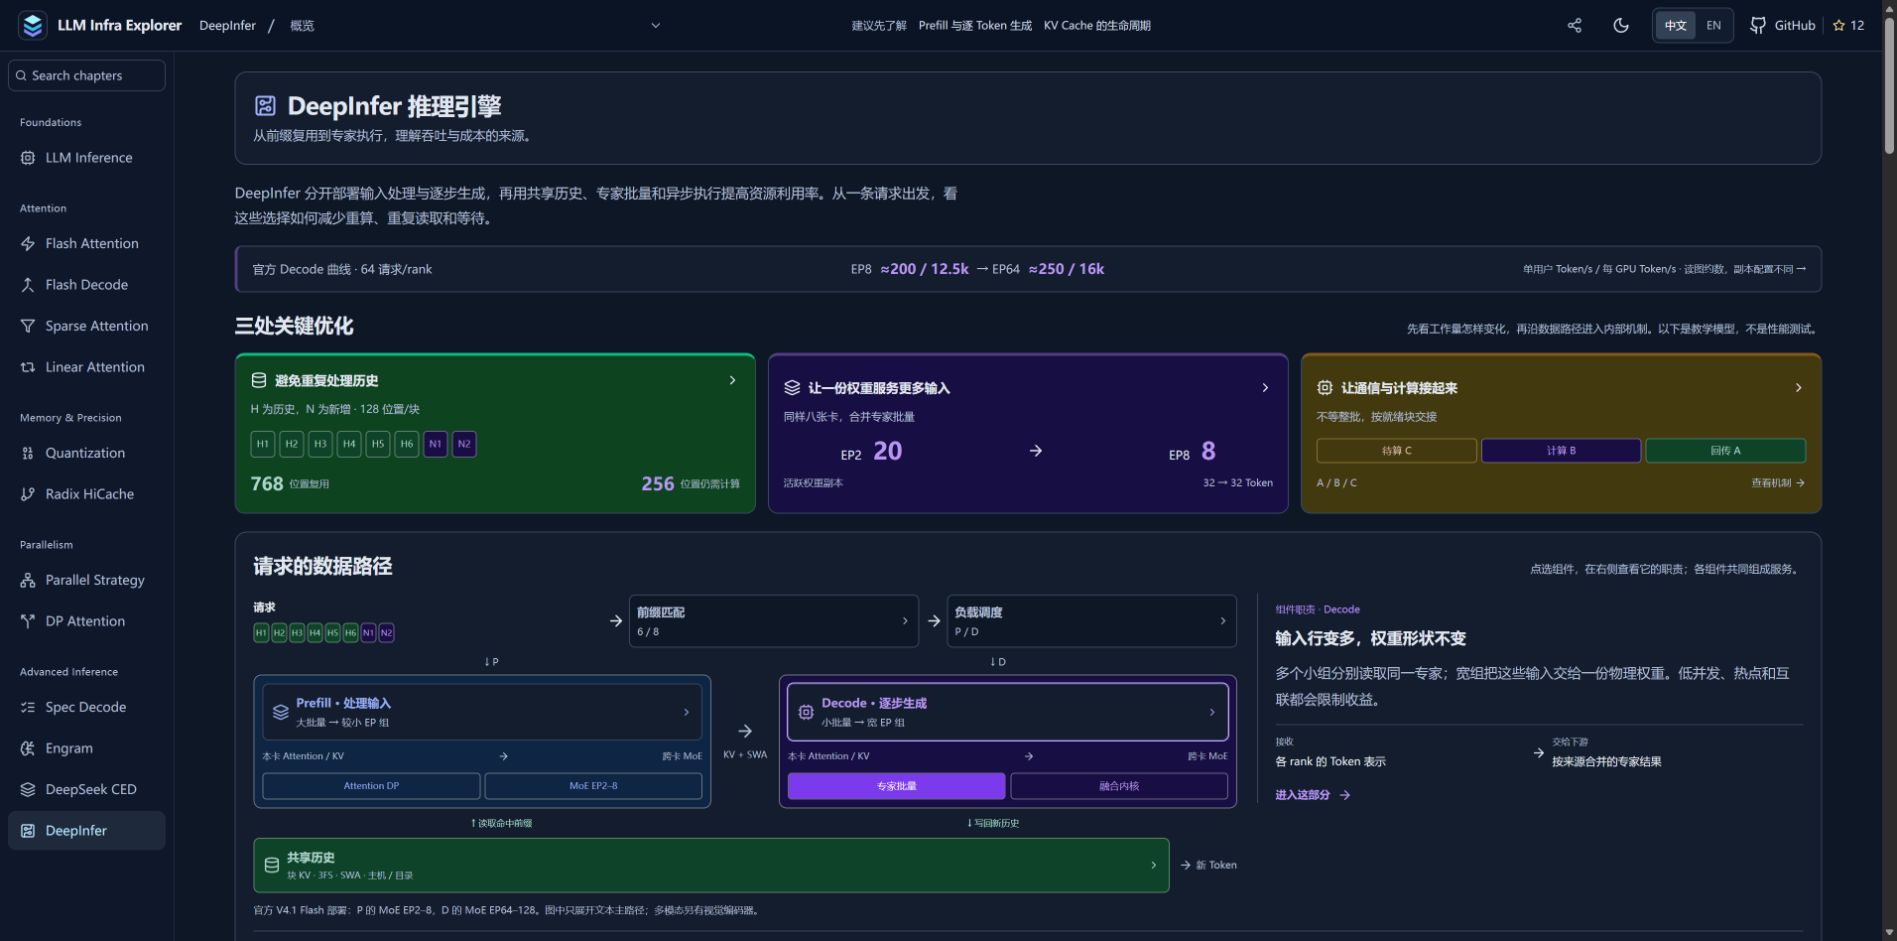 LLM Infra Explorer
DeepInfer / 概览
建议先了解 Prefill 与逐 Token 生成 KV Cache 的生命周期
中文 EN
GitHub
12
Search chapters
Foundations
LLM Inference
Attention
Flash Attention
Flash Decode
Sparse Attention
Linear Attention
Memory & Precision
Quantization
Radix HiCache
Parallelism
Parallel Strategy
DP Attention
Advanced Inference
Spec Decode
Engram
DeepSeek CED
DeepInfer
DeepInfer 推理引擎
从前缀复用到专家执行，理解吞吐与成本的来源。
DeepInfer 分开部署输入处理与逐步生成，再用共享历史、专家批量和异步执行提高资源利用率。从一条请求出发，看
这些选择如何减少重算、重复读取和等待。
官方 Decode 曲线 · 64 请求/rank
EP8 ≈200 / 12.5k → EP64 ≈250 / 16k
单用户 Token/s / 每 GPU Token/s · 读图约数，副本配置不同 →
三处关键优化
先看工作量怎样变化，再沿数据路径进入内部机制。以下是教学模型，不是性能测试。
避免重复处理历史
H 为历史，N 为新增 · 128 位置/块
H1 H2 H3 H4 H5 H6 N1 N2
768 位置复用
256 位置仍需计算
让一份权重服务更多输入
同样八张卡，合并专家批量
EP2 20 → EP8 8
活跃权重副本
32 → 32 Token
让通信与计算接起来
不等整批，按就绪块交接
待算 C
计算 B
回传 A
A / B / C
查看机制 →
请求的数据路径
点选组件，在右侧查看它的职责；各组件共同组成服务。
请求
H1 H2 H3 H4 H5 H6 N1 N2
→
前缀匹配
6 / 8
→
负载调度
P / D
↓ P
↓ D
Prefill · 处理输入
大批量 → 较小 EP 组
本卡 Attention / KV → 跨卡 MoE
Attention DP
MoE EP2–8
→
KV + SWA
Decode · 逐步生成
小批量 → 宽 EP 组
本卡 Attention / KV → 跨卡 MoE
专家批量
融合内核
↑ 读取命中前缀
↓ 写回新历史
共享历史
块 KV · 3FS · SWA · 主机 / 目录
→ 新 Token
官方 V4.1 Flash 部署：P 的 MoE EP2–8，D 的 MoE EP64–128。图中只展开文本主路径；多模态另有视觉编码器。
组件职责 · Decode
输入行变多，权重形状不变
多个小组分别读取同一专家；宽组把这些输入交给一份物理权重。低并发、热点和互
联都会限制收益。
接收
各 rank 的 Token 表示
→
交给下游
按来源合并的专家结果
进入这部分 →